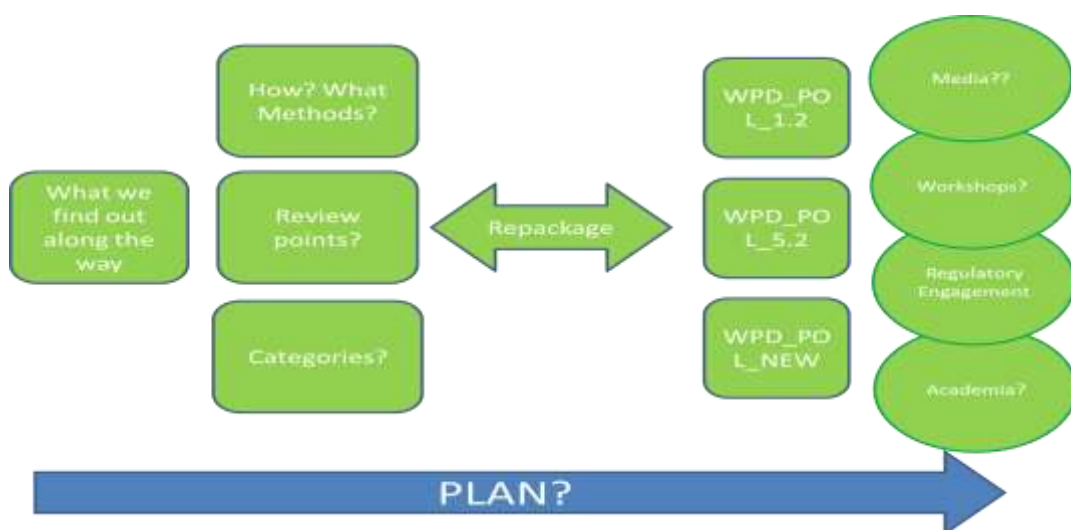 What we
find out
along the
way
How? What
Methods?
Review
points?
Categories?
Repackage
WPD_PO
L_1.2
WPD_PO
L_5.2
WPD_PO
L_NEW
Media??
Workshops?
Regulatory
Engagement
Academia?
PLAN?